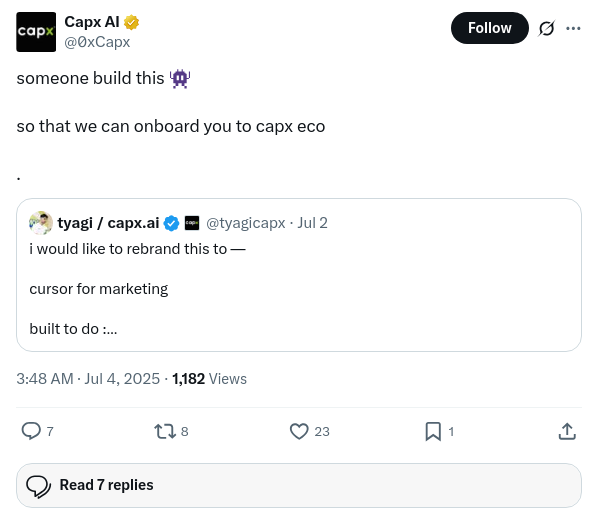 capx
Capx AI
@0xCapx
Follow
someone build this 👾
so that we can onboard you to capx eco
.
tyagi / capx.ai capx @tyagicapx · Jul 2
i would like to rebrand this to —
cursor for marketing
built to do :...
3:48 AM · Jul 4, 2025 · 1,182 Views
7 8 23 1
Read 7 replies